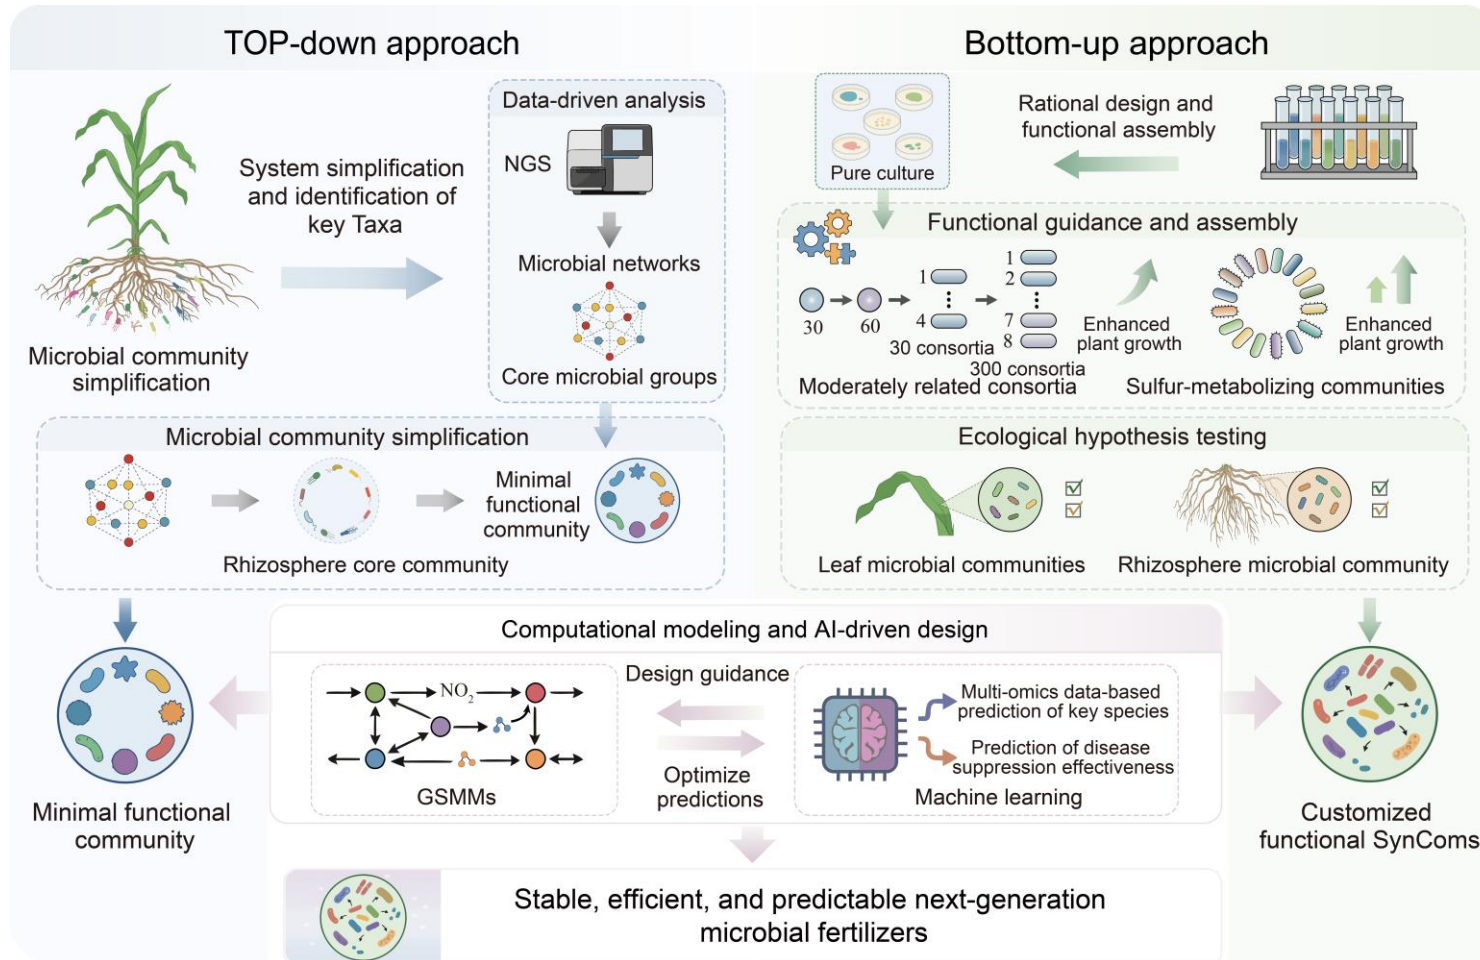 TOP-down approach
Bottom-up approach
Data-driven analysis
NGS
Microbial networks
Core microbial groups
System simplification
and identification of
key Taxa
Microbial community
simplification
Pure culture
Rational design and
functional assembly
Functional guidance and assembly
30
60
1
4
30 consortia
1
2
7
8
300 consortia
Enhanced
plant growth
Moderately related consortia
Enhanced
plant growth
Sulfur-metabolizing communities
Microbial community simplification
Rhizosphere core community
Minimal
functional
community
Ecological hypothesis testing
Leaf microbial communities
Rhizosphere microbial community
Minimal functional
community
Computational modeling and AI-driven design
NO2
GSMMs
Design guidance
Optimize
predictions
Multi-omics data-based
prediction of key species
Prediction of disease
suppression effectiveness
Machine learning
Customized
functional SynComs
Stable, efficient, and predictable next-generation
microbial fertilizers